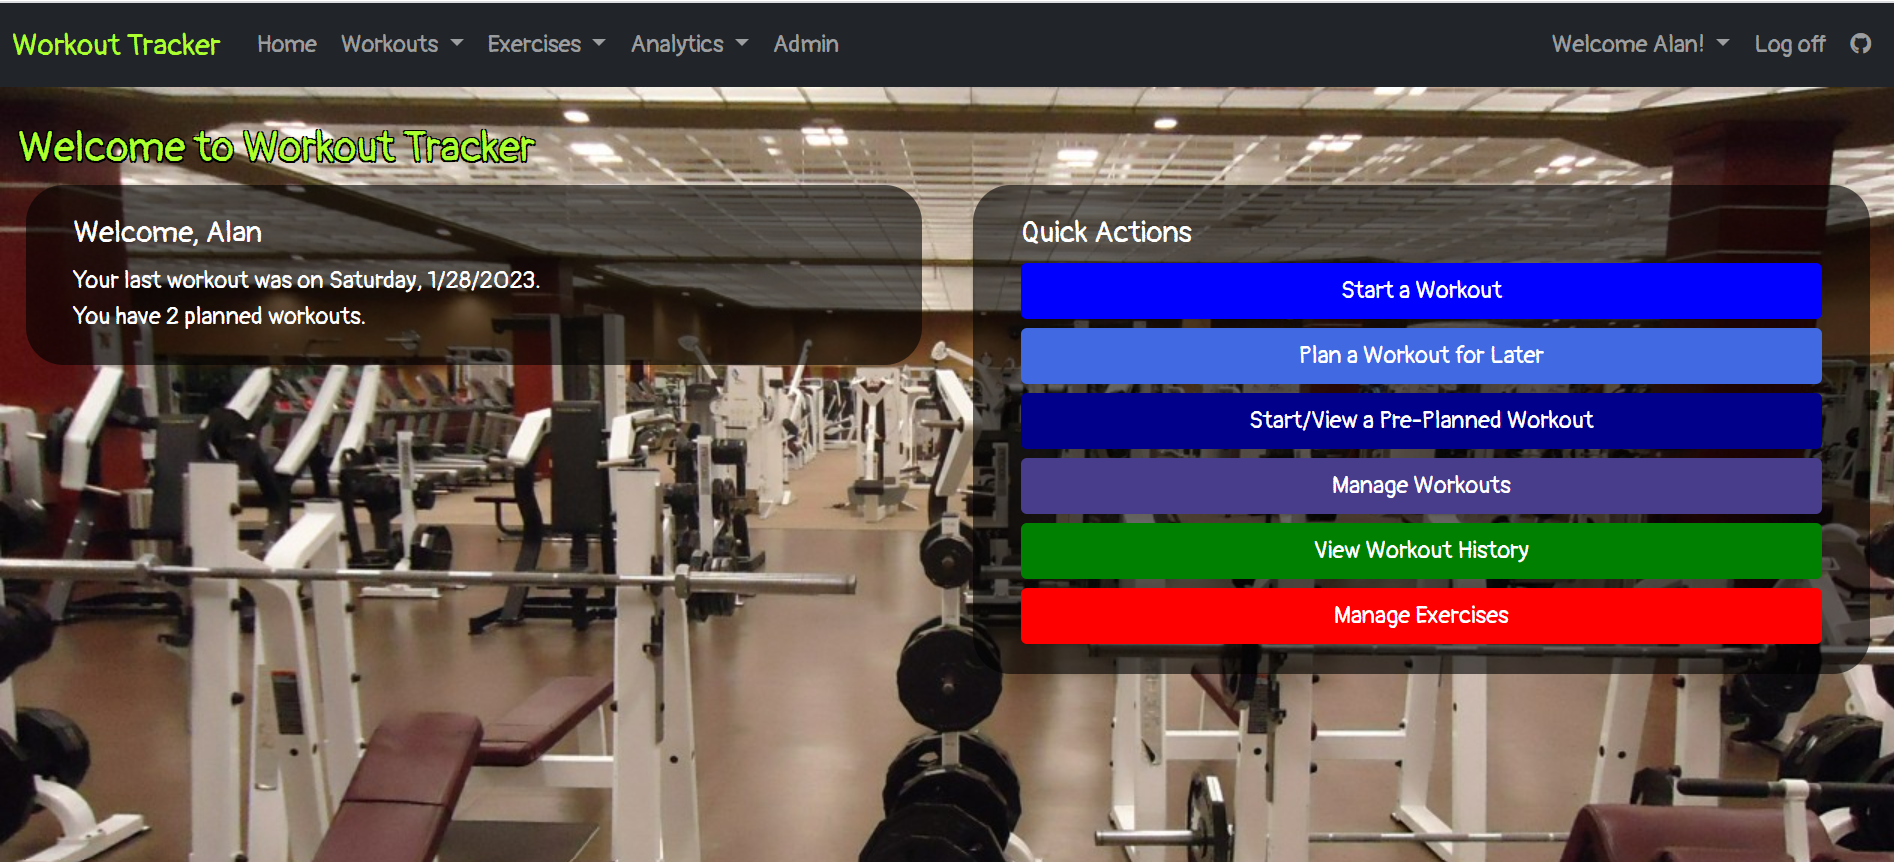 Workout Tracker Home Workouts Exercises Analytics Admin Welcome Alan! Log off
Welcome to Workout Tracker
Welcome, Alan
Your last workout was on Saturday, 1/28/2023.
You have 2 planned workouts.
Quick Actions
Start a Workout
Plan a Workout for Later
Start/View a Pre-Planned Workout
Manage Workouts
View Workout History
Manage Exercises